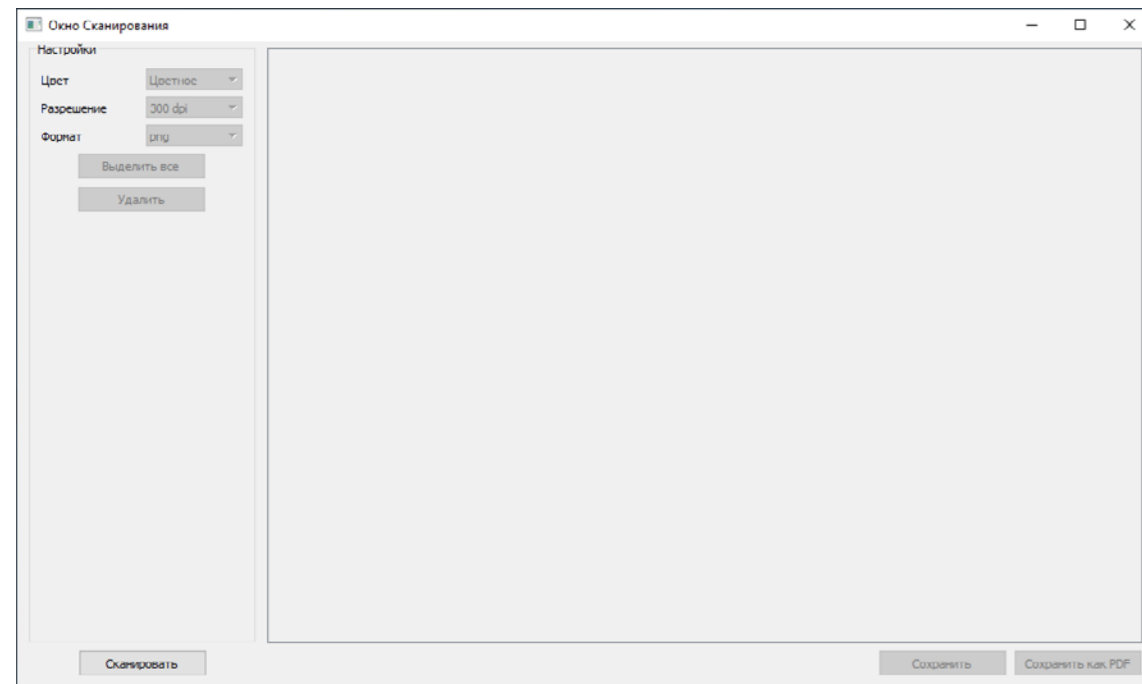 Окно Сканирования
Настройки
Цвет Цветное
Разрешение 300 dpi
Формат png
Выделить все
Удалить
Сканировать
Сохранить
Сохранить как PDF